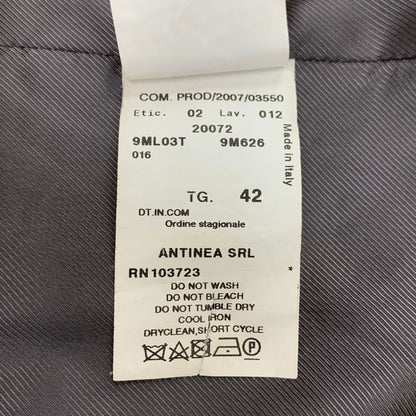 COM. PROD/2007/03550
Etic. 02 Lav. 012
20072
9ML03T 9M626
016
Made in Italy
TG. 42
DT.IN.COM
Ordine stagionale
ANTINEA SRL
RN103723 *
DO NOT WASH
DO NOT BLEACH
DO NOT TUMBLE DRY
COOL IRON
DRYCLEAN, SHORT CYCLE
P